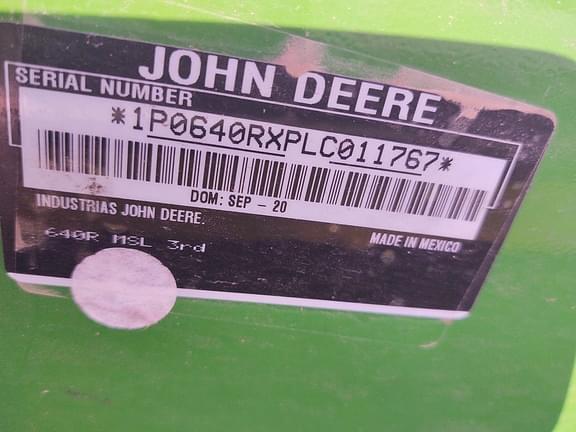 JOHN DEERE
SERIAL NUMBER
*1P0640RXPLC011767*
DOM: SEP - 20
INDUSTRIAS JOHN DEERE.
MADE IN MEXICO
640R MSL 3rd